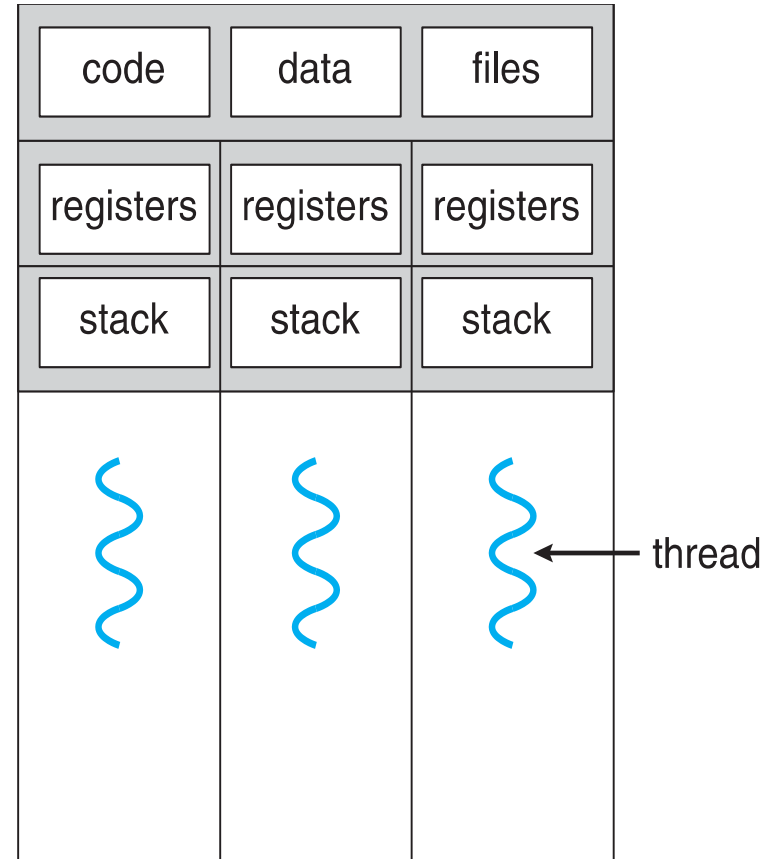 code data files
registers registers registers
stack stack stack
thread